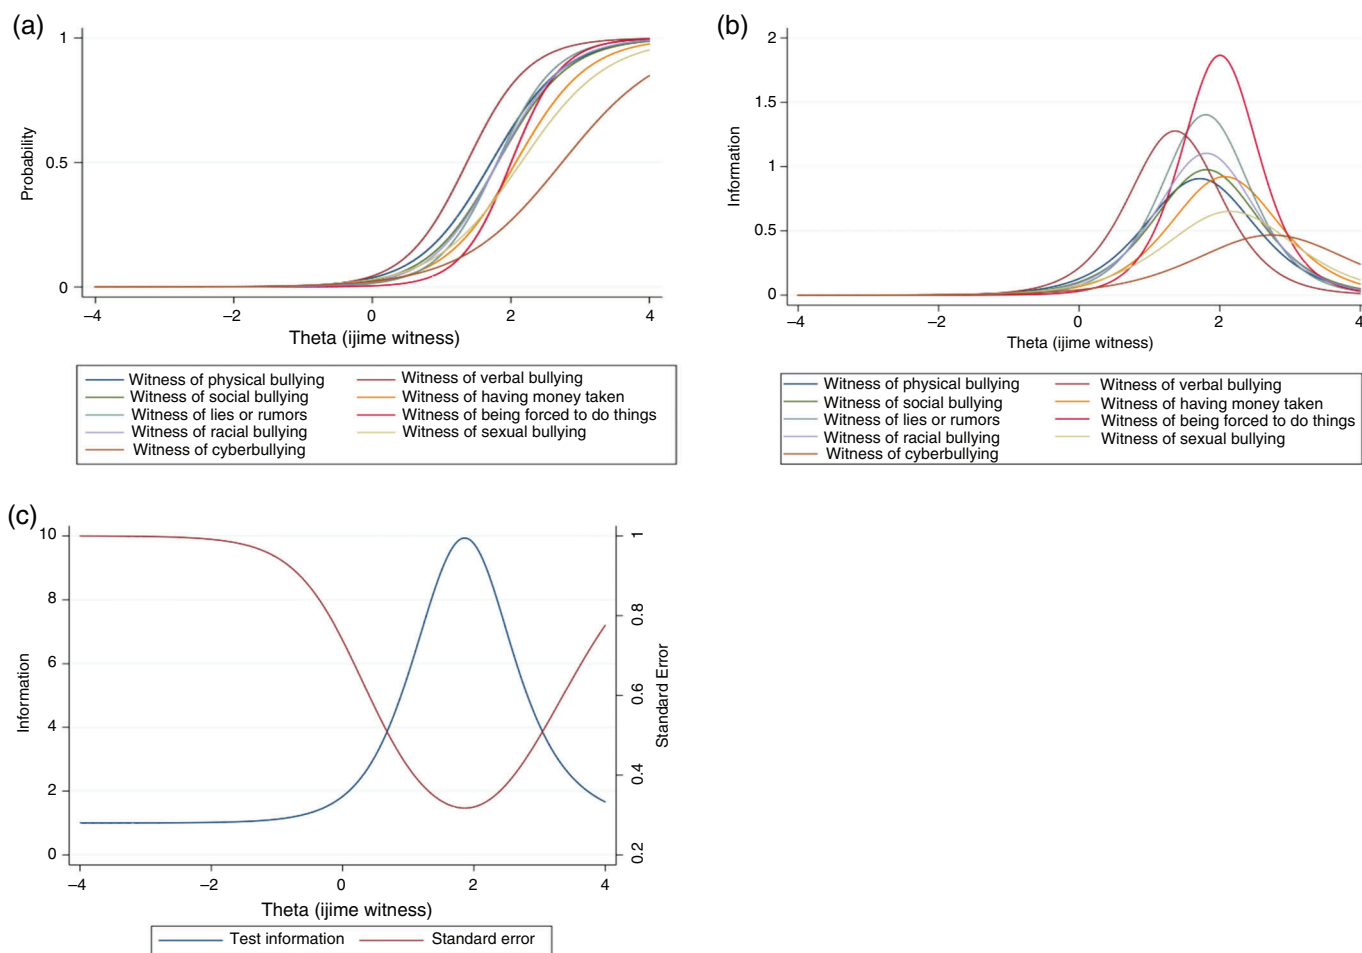 (a)
1
0.5
0
Probability
−4
−2
0
2
4
Theta (ijime witness)
Witness of physical bullying
Witness of verbal bullying
Witness of social bullying
Witness of having money taken
Witness of lies or rumors
Witness of being forced to do things
Witness of racial bullying
Witness of sexual bullying
Witness of cyberbullying
(b)
2
1.5
1
0.5
0
Information
−4
−2
0
2
4
Theta (ijime witness)
Witness of physical bullying
Witness of verbal bullying
Witness of social bullying
Witness of having money taken
Witness of lies or rumors
Witness of being forced to do things
Witness of racial bullying
Witness of sexual bullying
Witness of cyberbullying
(c)
10
8
6
4
2
0
Information
1
0.8
0.6
0.4
0.2
Standard Error
−4
−2
0
2
4
Theta (ijime witness)
Test information
Standard error